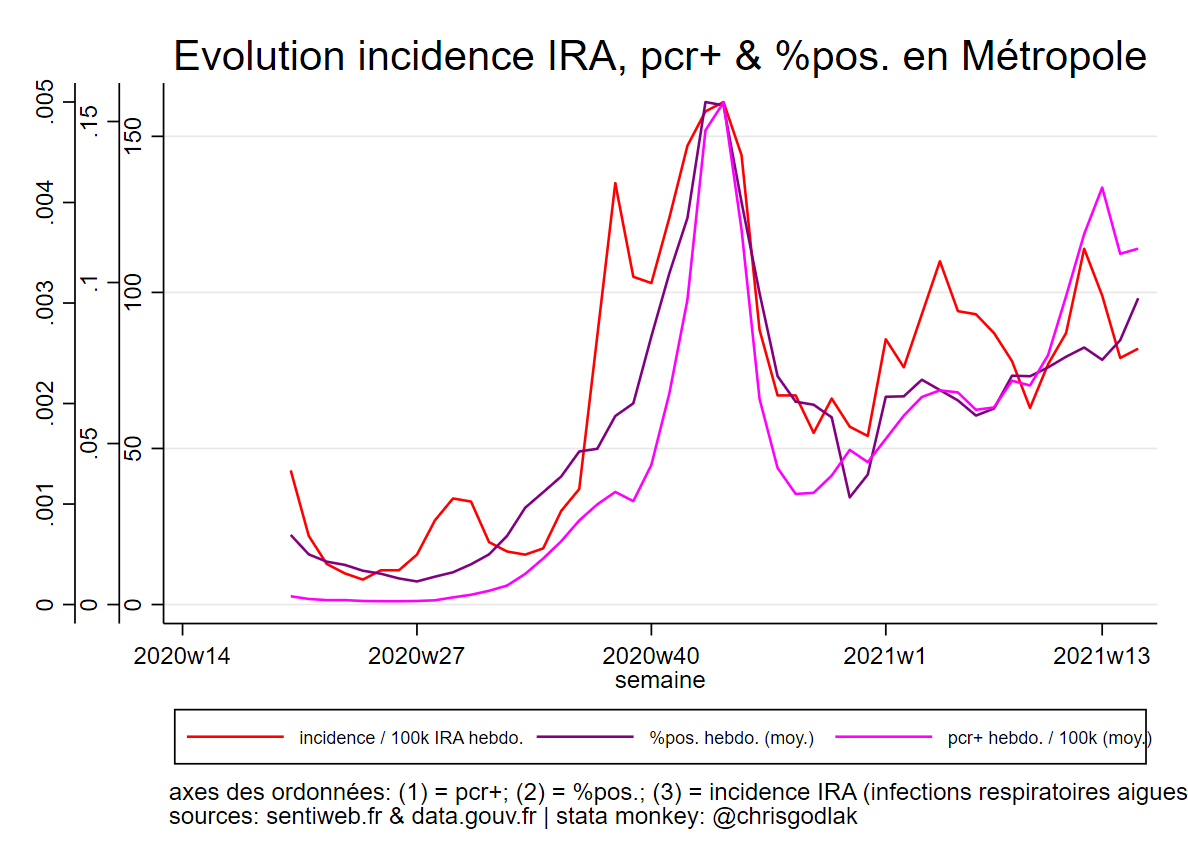 Evolution incidence IRA, pcr+ & %pos. en Métropole
.005
.004
.003
.002
.001
0
.15
.1
.05
0
150
100
50
0
2020w14 2020w27 2020w40 2021w1 2021w13
semaine
incidence / 100k IRA hebdo. %pos. hebdo. (moy.) pcr+ hebdo. / 100k (moy.)
axes des ordonnées: (1) = pcr+; (2) = %pos.; (3) = incidence IRA (infections respiratoires aigues
sources: sentiweb.fr & data.gouv.fr | stata monkey: @chrisgodlak